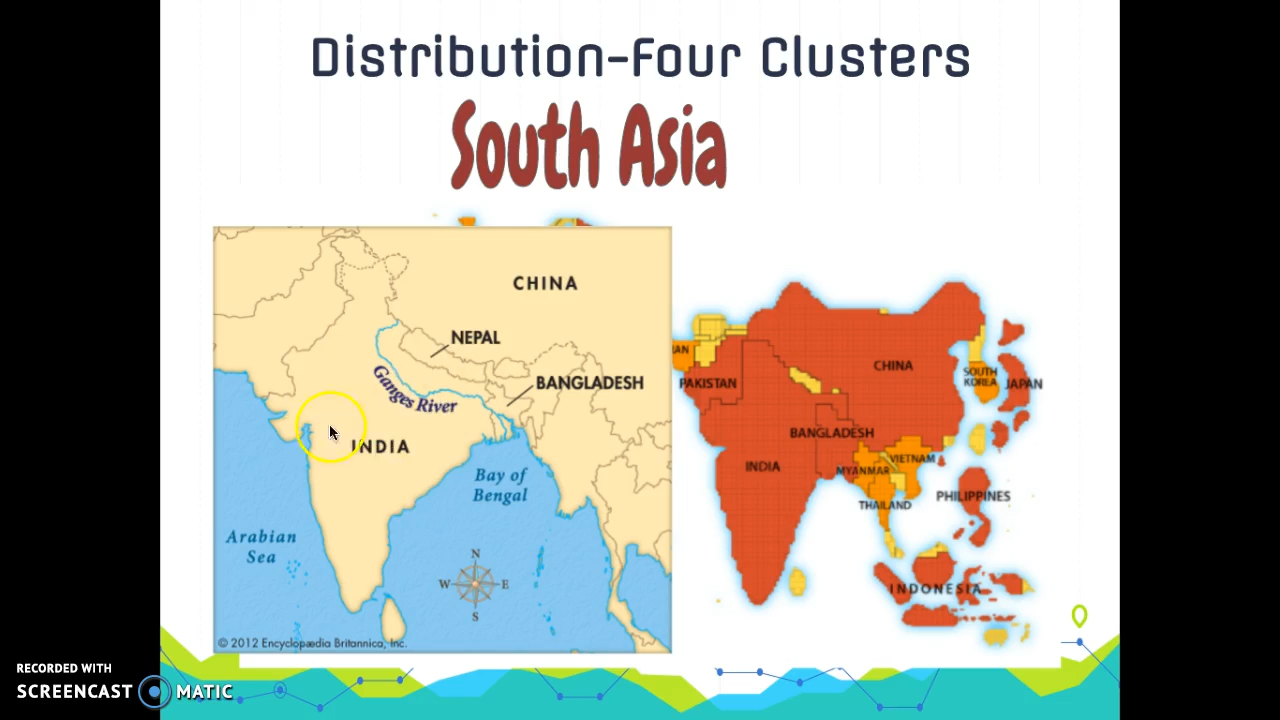 Distribution-Four Clusters
South Asia
CHINA
NEPAL
BANGLADESH
Ganges River
INDIA
Bay of
Bengal
Arabian
Sea
N
W
E
S
© 2012 Encyclopædia Britannica, Inc.
CHINA
PAKISTAN
SOUTH
KOREA
JAPAN
BANGLADESH
INDIA
MYANMAR
VIETNAM
THAILAND
PHILIPPINES
INDONESIA
RECORDED WITH
SCREENCAST MATIC